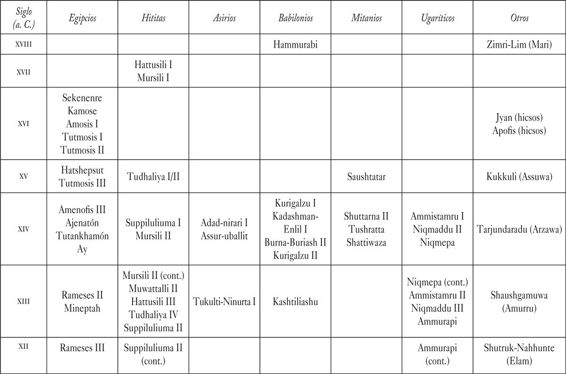 Siglo
(a. C.)
Egipcios
Hititas
Asirios
Babilonios
Mitanios
Ugaríticos
Otros
XVIII
Hammurabi
Zimri-Lim (Mari)
XVII
Hattusili I
Mursili I
XVI
Sekenenre
Kamose
Amosis I
Tutmosis I
Tutmosis II
Jyan (hicsos)
Apofis (hicsos)
XV
Hatshepsut
Tutmosis III
Tudhaliya I/II
Saushtatar
Kukkuli (Assuwa)
XIV
Amenofis III
Ajenatón
Tutankhamón
Ay
Suppiluliuma I
Mursili II
Adad-nirari I
Assur-uballit
Kurigalzu I
Kadashman-
Enlil I
Burna-Buriash II
Kurigalzu II
Shuttarna II
Tushratta
Shattiwaza
Ammistamru I
Niqmaddu II
Niqmepa
Tarjundaradu (Arzawa)
XIII
Rameses II
Mineptah
Mursili II (cont.)
Muwattalli II
Hattusili III
Tudhaliya IV
Suppiluliuma II
Tukulti-Ninurta I
Kashtiliashu
Niqmepa (cont.)
Ammistamru II
Niqmaddu III
Ammurapi
Shaushgamuwa
(Amurru)
XII
Rameses III
Suppiluliuma II
(cont.)
Ammurapi
(cont.)
Shutruk-Nahhunte
(Elam)